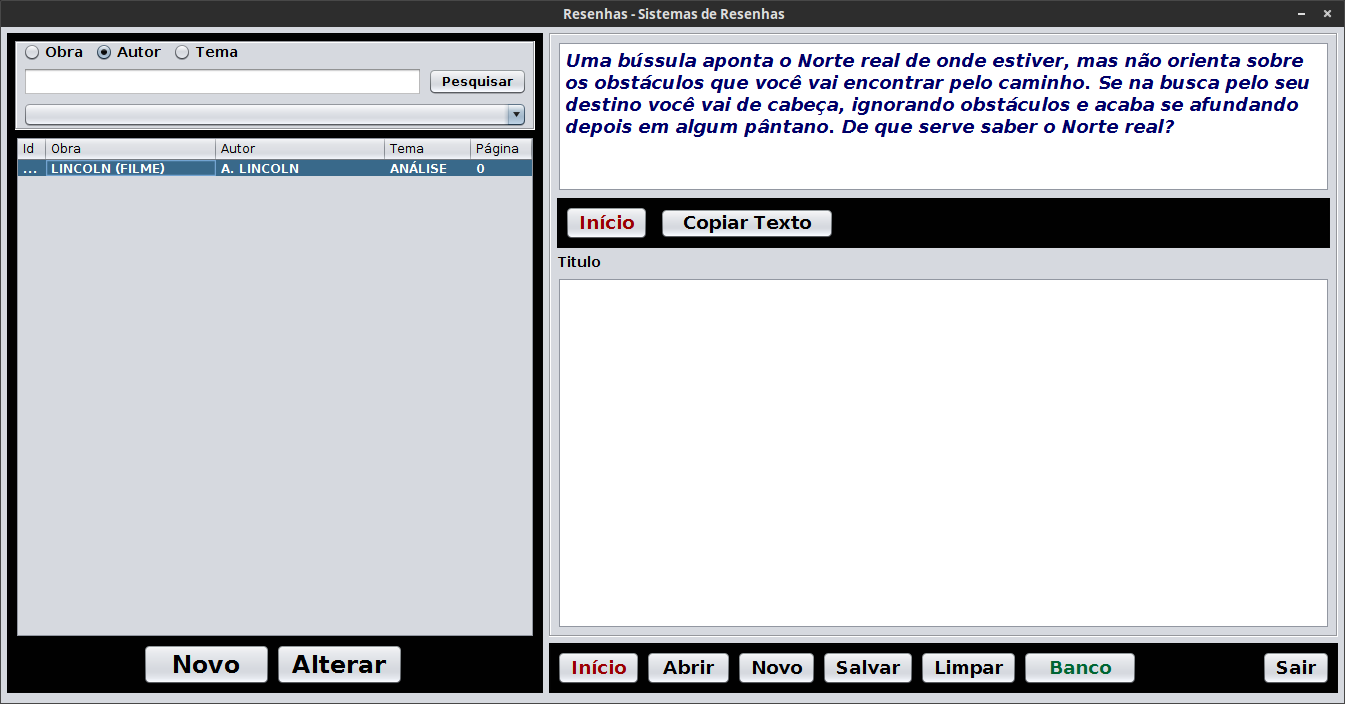 Resenhas - Sistemas de Resenhas
Obra Autor Tema
Pesquisar
Id Obra Autor Tema Página
... LINCOLN (FILME) A. LINCOLN ANÁLISE 0
Novo Alterar
Uma bússula aponta o Norte real de onde estiver, mas não orienta sobre
os obstáculos que você vai encontrar pelo caminho. Se na busca pelo seu
destino você vai de cabeça, ignorando obstáculos e acaba se afundando
depois em algum pântano. De que serve saber o Norte real?
Início Copiar Texto
Titulo
Início Abrir Novo Salvar Limpar Banco Sair